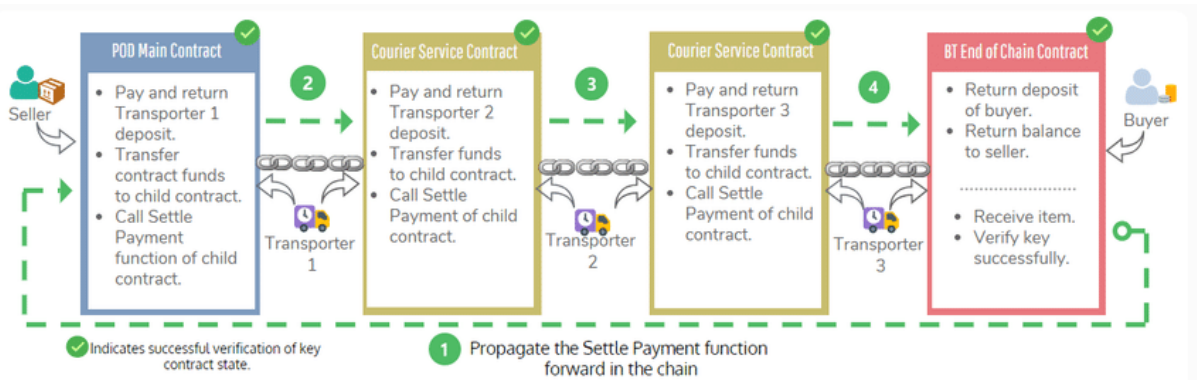 POD Main Contract
Courier Service Contract
Courier Service Contract
BT End of Chain Contract
Seller
• Pay and return
Transporter 1
deposit.
• Transfer
contract funds
to child contract.
• Call Settle
Payment
function of child
contract.
2
Transporter
1
• Pay and return
Transporter 2
deposit.
• Transfer funds
to child contract.
• Call Settle
Payment of child
contract.
3
Transporter
2
• Pay and return
Transporter 3
deposit.
• Transfer funds
to child contract.
• Call Settle
Payment of child
contract.
4
Transporter
3
• Return deposit
of buyer.
• Return balance
to seller.
• Receive item.
• Verify key
successfully.
Buyer
Indicates successful verification of key
contract state.
1
Propagate the Settle Payment function
forward in the chain